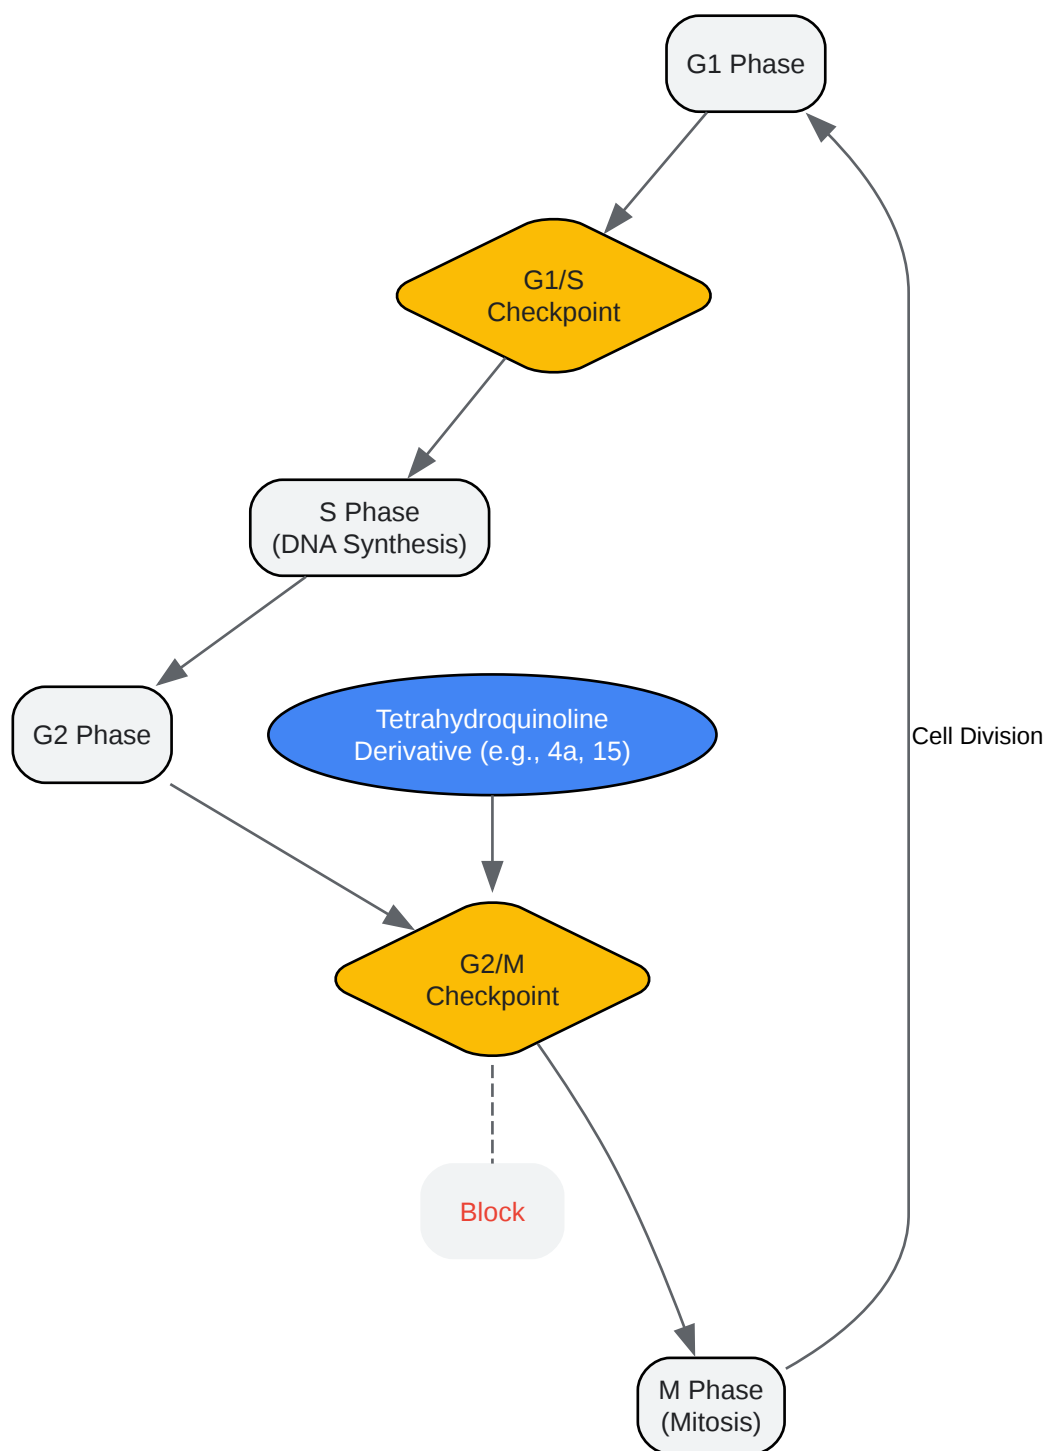 G1 Phase
G1/S
Checkpoint
S Phase
(DNA Synthesis)
G2 Phase
Tetrahydroquinoline
Derivative (e.g., 4a, 15)
Cell Division
G2/M
Checkpoint
Block
M Phase
(Mitosis)